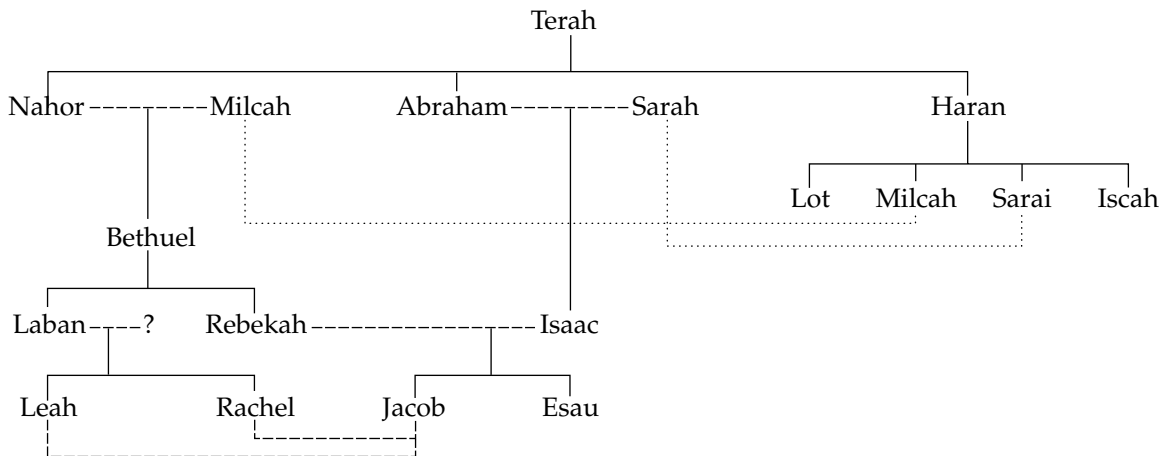 Terah
Nahor Milcah Abraham Sarah Haran
Lot Milcah Sarai Iscah
Bethuel
Laban ? Rebekah Isaac
Leah Rachel Jacob Esau